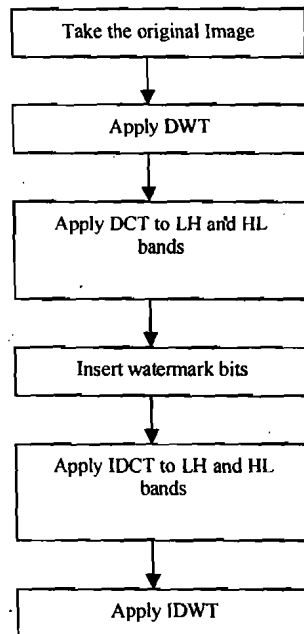 Take the original Image
Apply DWT
Apply DCT to LH and HL
bands
Insert watermark bits
Apply IDCT to LH and HL
bands
Apply IDWT